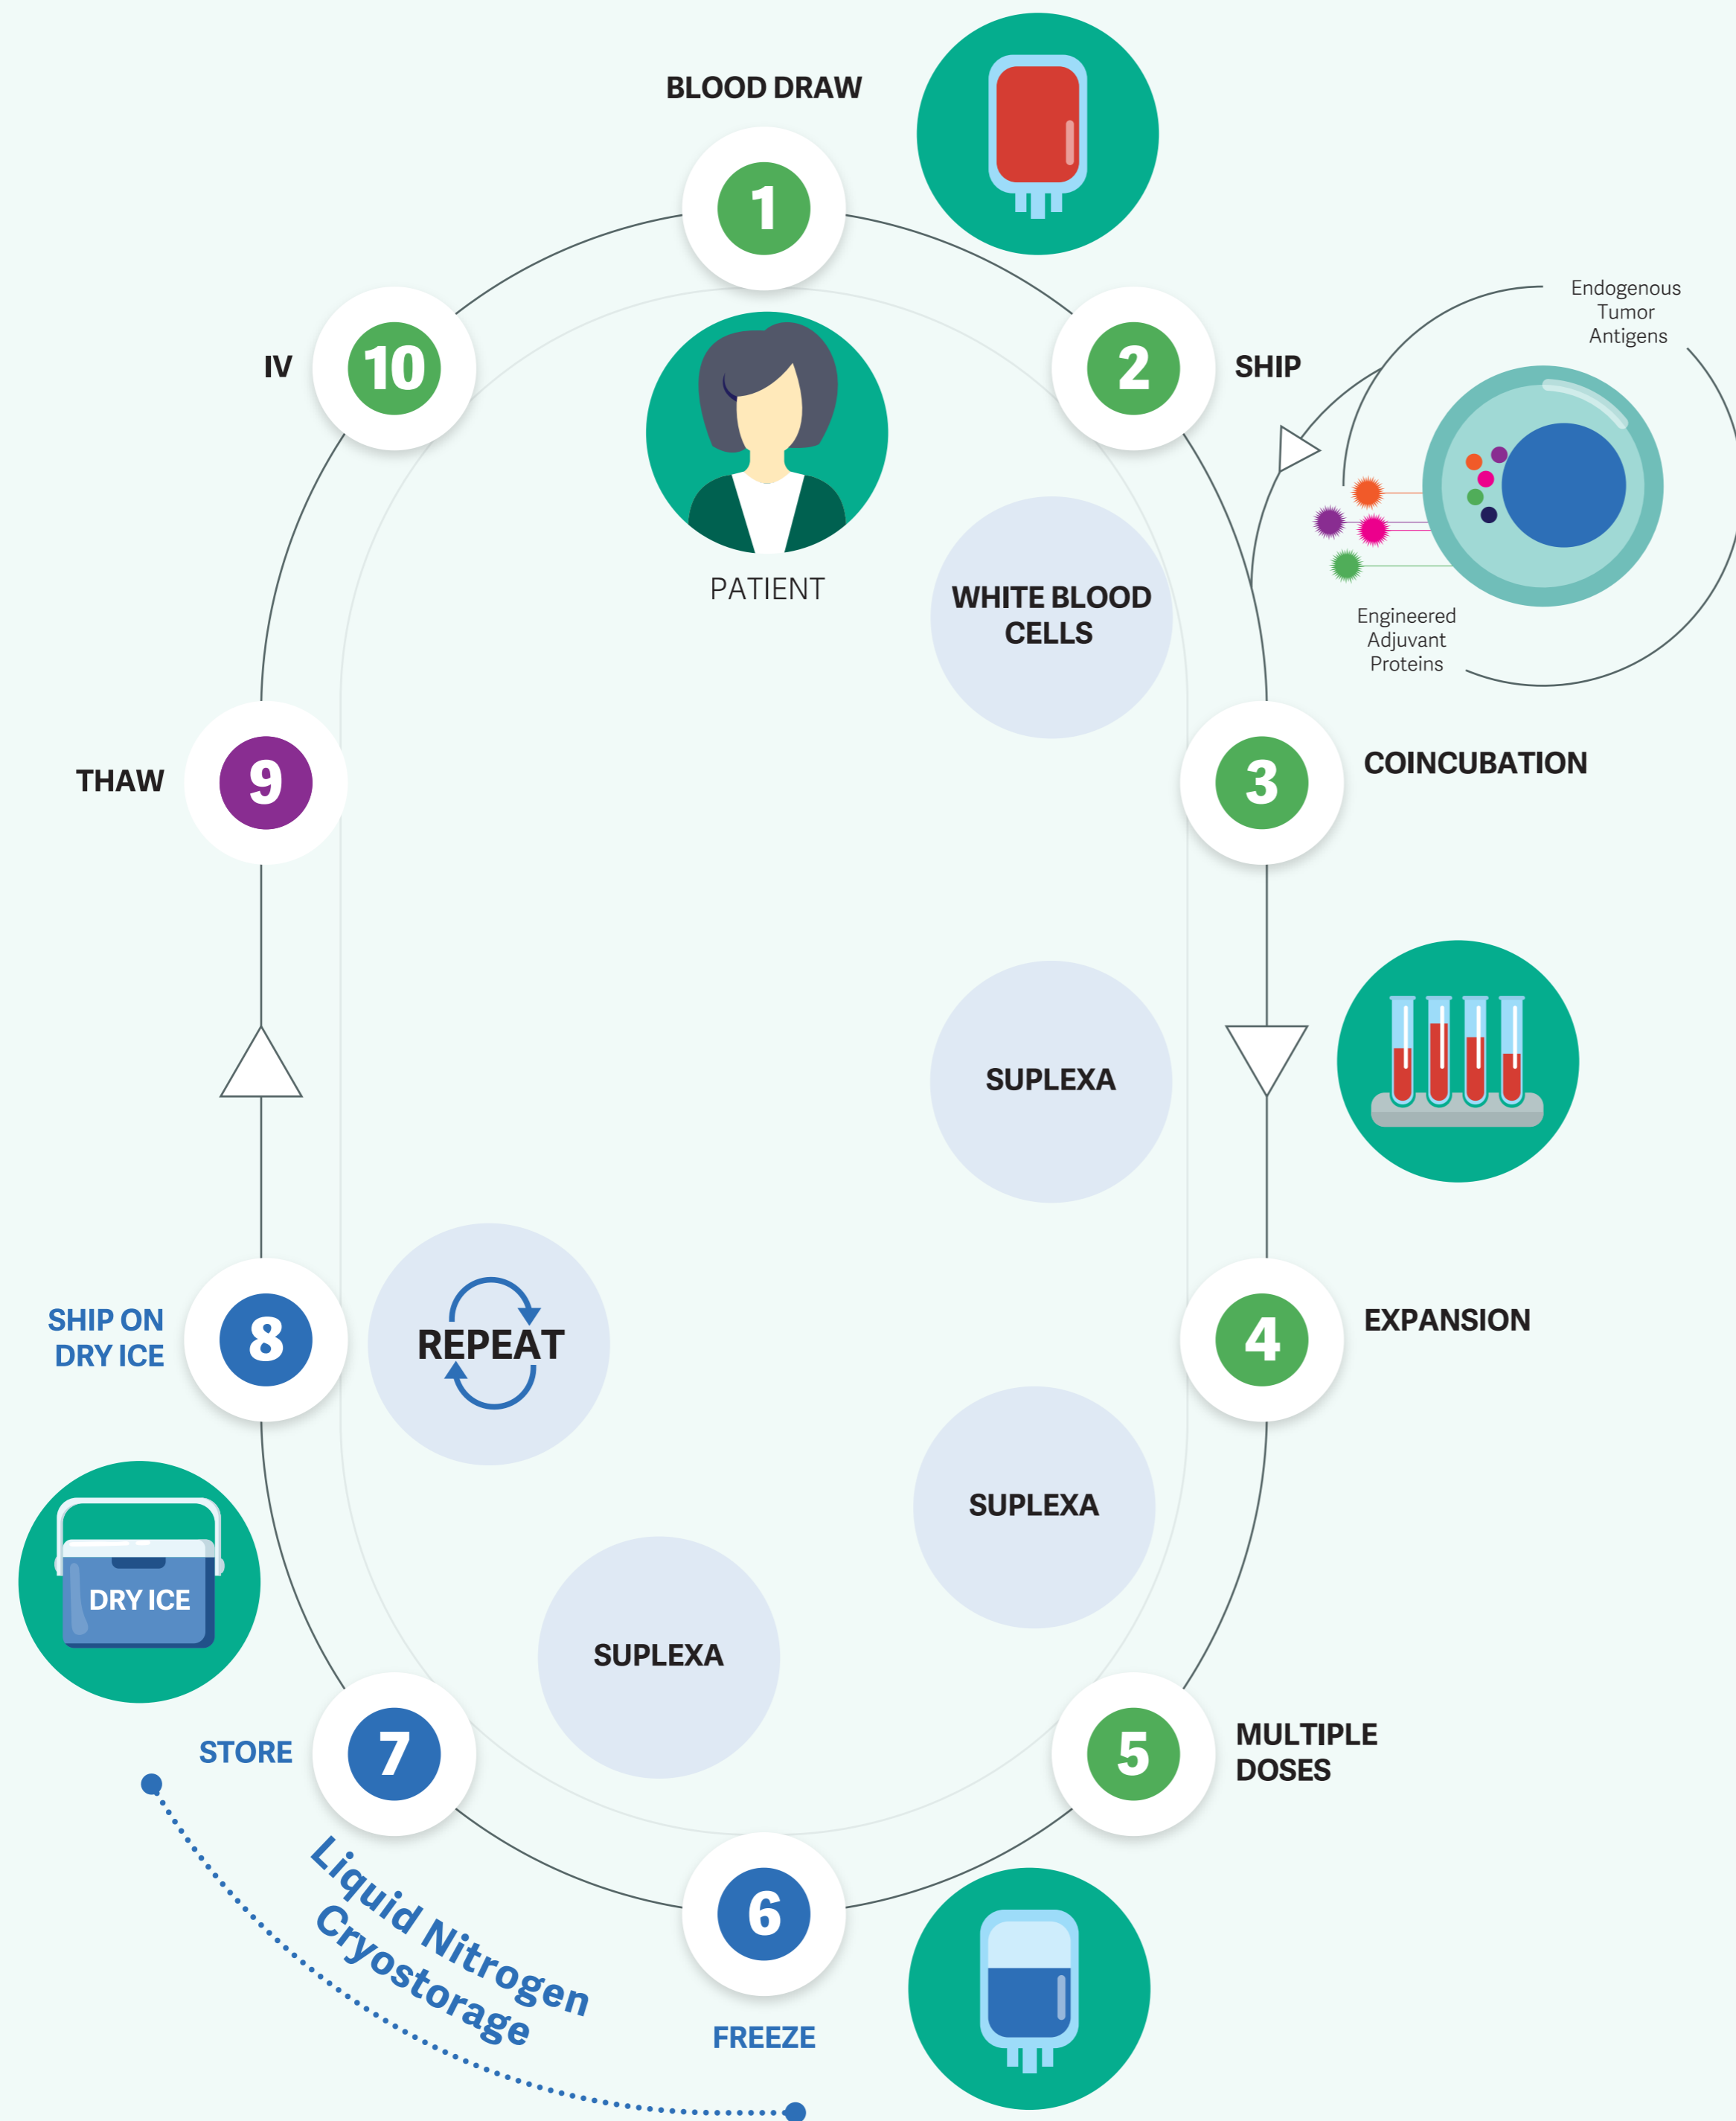 BLOOD DRAW
1
2
SHIP
Endogenous
Tumor
Antigens
Engineered
Adjuvant
Proteins
PATIENT
WHITE BLOOD
CELLS
3
COINCUBATION
SUPLEXA
4
EXPANSION
SUPLEXA
5
MULTIPLE
DOSES
6
FREEZE
SUPLEXA
Liquid Nitrogen
Cryostorage
7
STORE
DRY ICE
8
SHIP ON
DRY ICE
REPEAT
9
THAW
10
IV